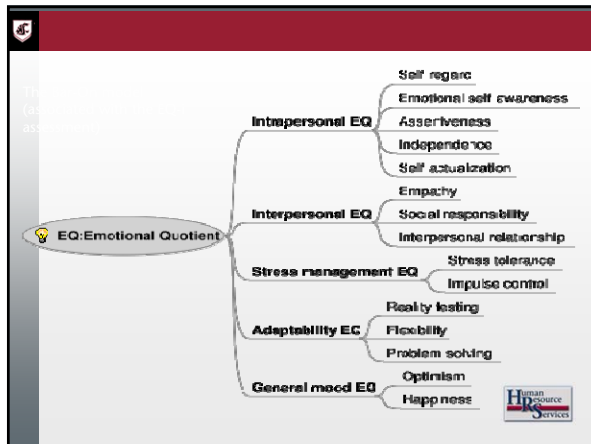 Self regard
Emotional self awareness
Intrapersonal EQ
Assertiveness
Independence
Self actualization
Empathy
Interpersonal EQ
Social responsibility
Interpersonal relationship
EQ:Emotional Quotient
Stress management EQ
Stress tolerance
Impulse control
Reality testing
Adaptability EQ
Flexibility
Problem solving
General mood EQ
Optimism
Happiness
Human
Resource
Services